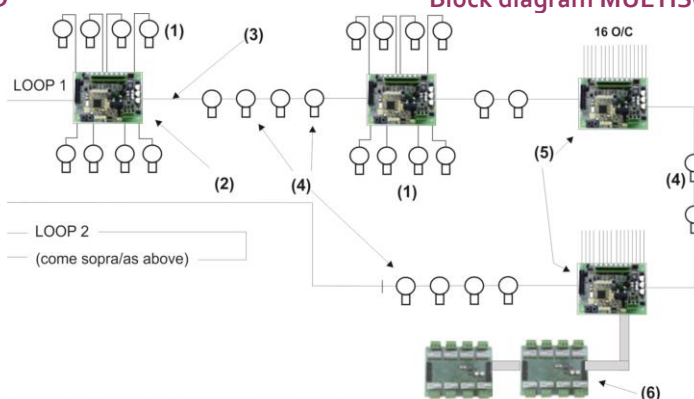 Block diagram
(1)
(3)
16 O/C
LOOP 1
(2)
(4)
(1)
(5)
(4)
LOOP 2
(come sopra/as above)
(6)